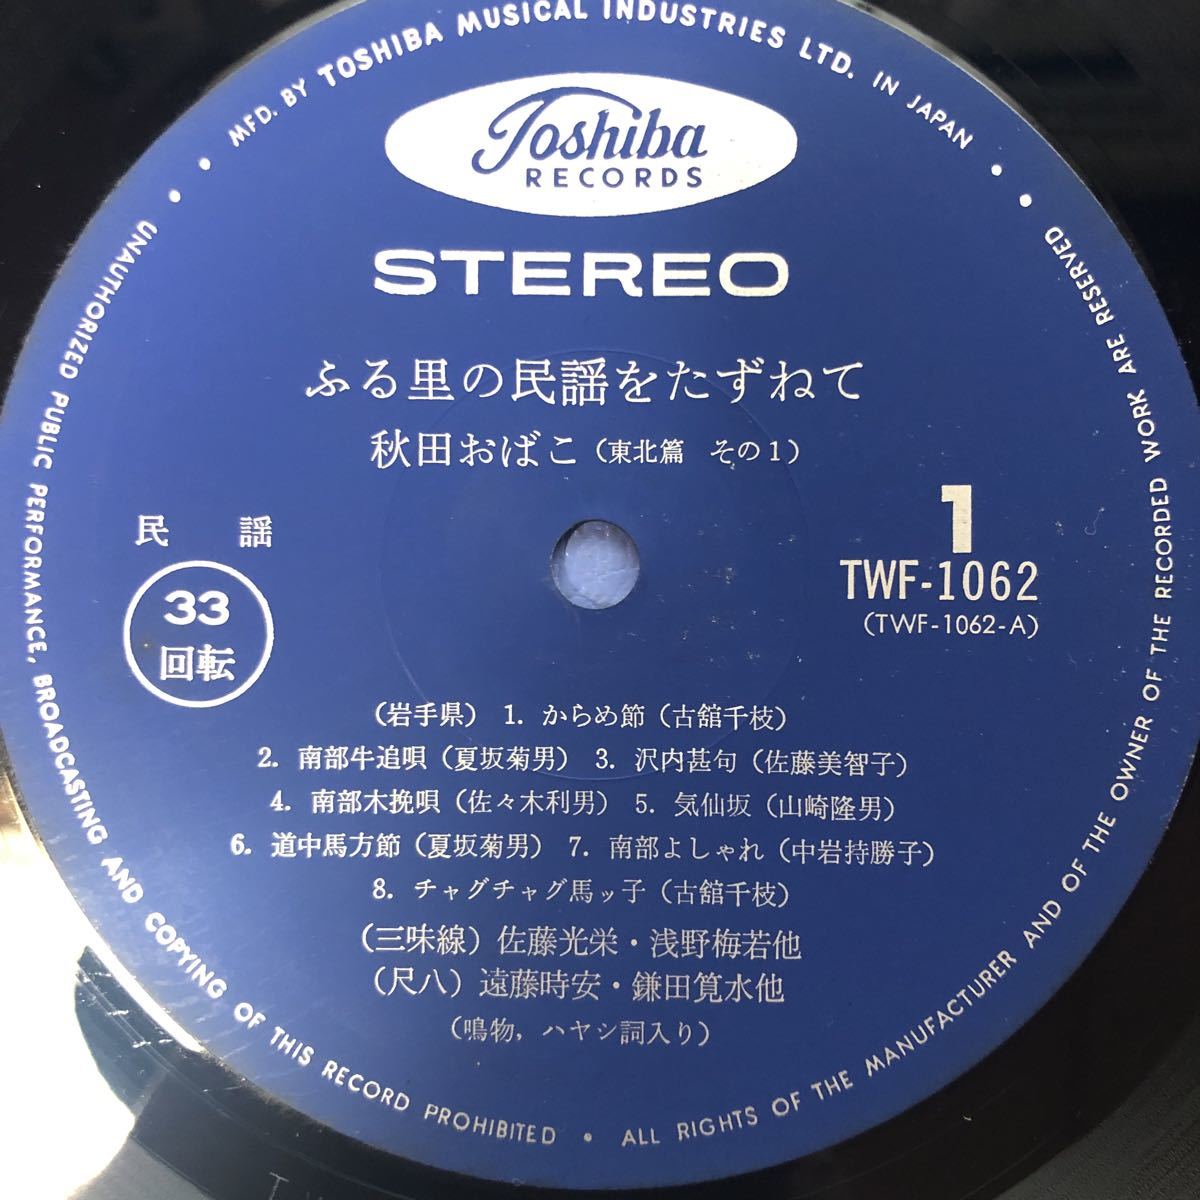 MFD. BY TOSHIBA MUSICAL INDUSTRIES LTD. IN JAPAN
Toshiba
RECORDS
STEREO
ふる里の民謡をたずねて
秋田おばこ(東北篇 その1)
民謡
33
回転
1
TWF-1062
(TWF-1062-A)
(岩手県) 1. からめ節(古舘千枝)
2. 南部牛追唄(夏坂菊男) 3. 沢内甚句(佐藤美智子)
4. 南部木挽唄(佐々木利男) 5. 気仙坂(山崎隆男)
6. 道中馬方節(夏坂菊男) 7. 南部よしゃれ(中岩持勝子)
8. チャグチャグ馬ッ子(古舘千枝)
(三味線)佐藤光栄・浅野梅若他
(尺八)遠藤時安・鎌田筧水他
(鳴物, ハヤシ詞入り)
UNAUTHORIZED PUBLIC PERFORMANCE, BROADCASTING AND COPYING OF THIS RECORD PROHIBITED • ALL RIGHTS OF THE MANUFACTURER AND OF THE OWNER OF THE RECORDED WORK ARE RESERVED